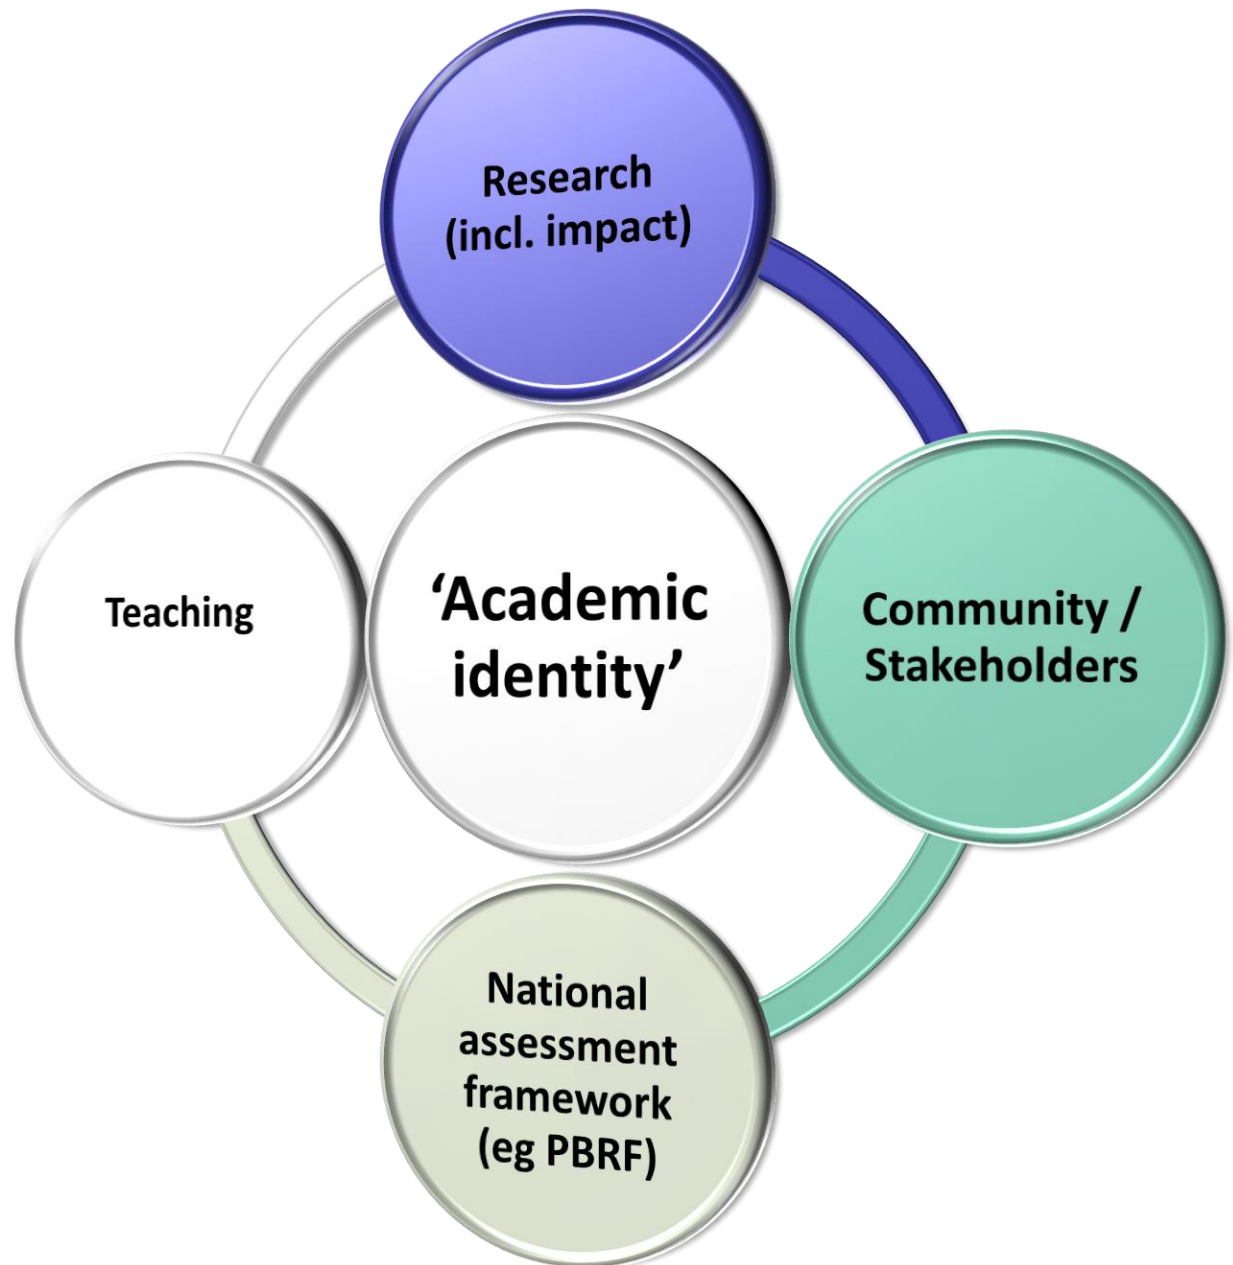 Research
(incl. impact)
Teaching
‘Academic
identity’
Community /
Stakeholders
National
assessment
framework
(eg PBRF)